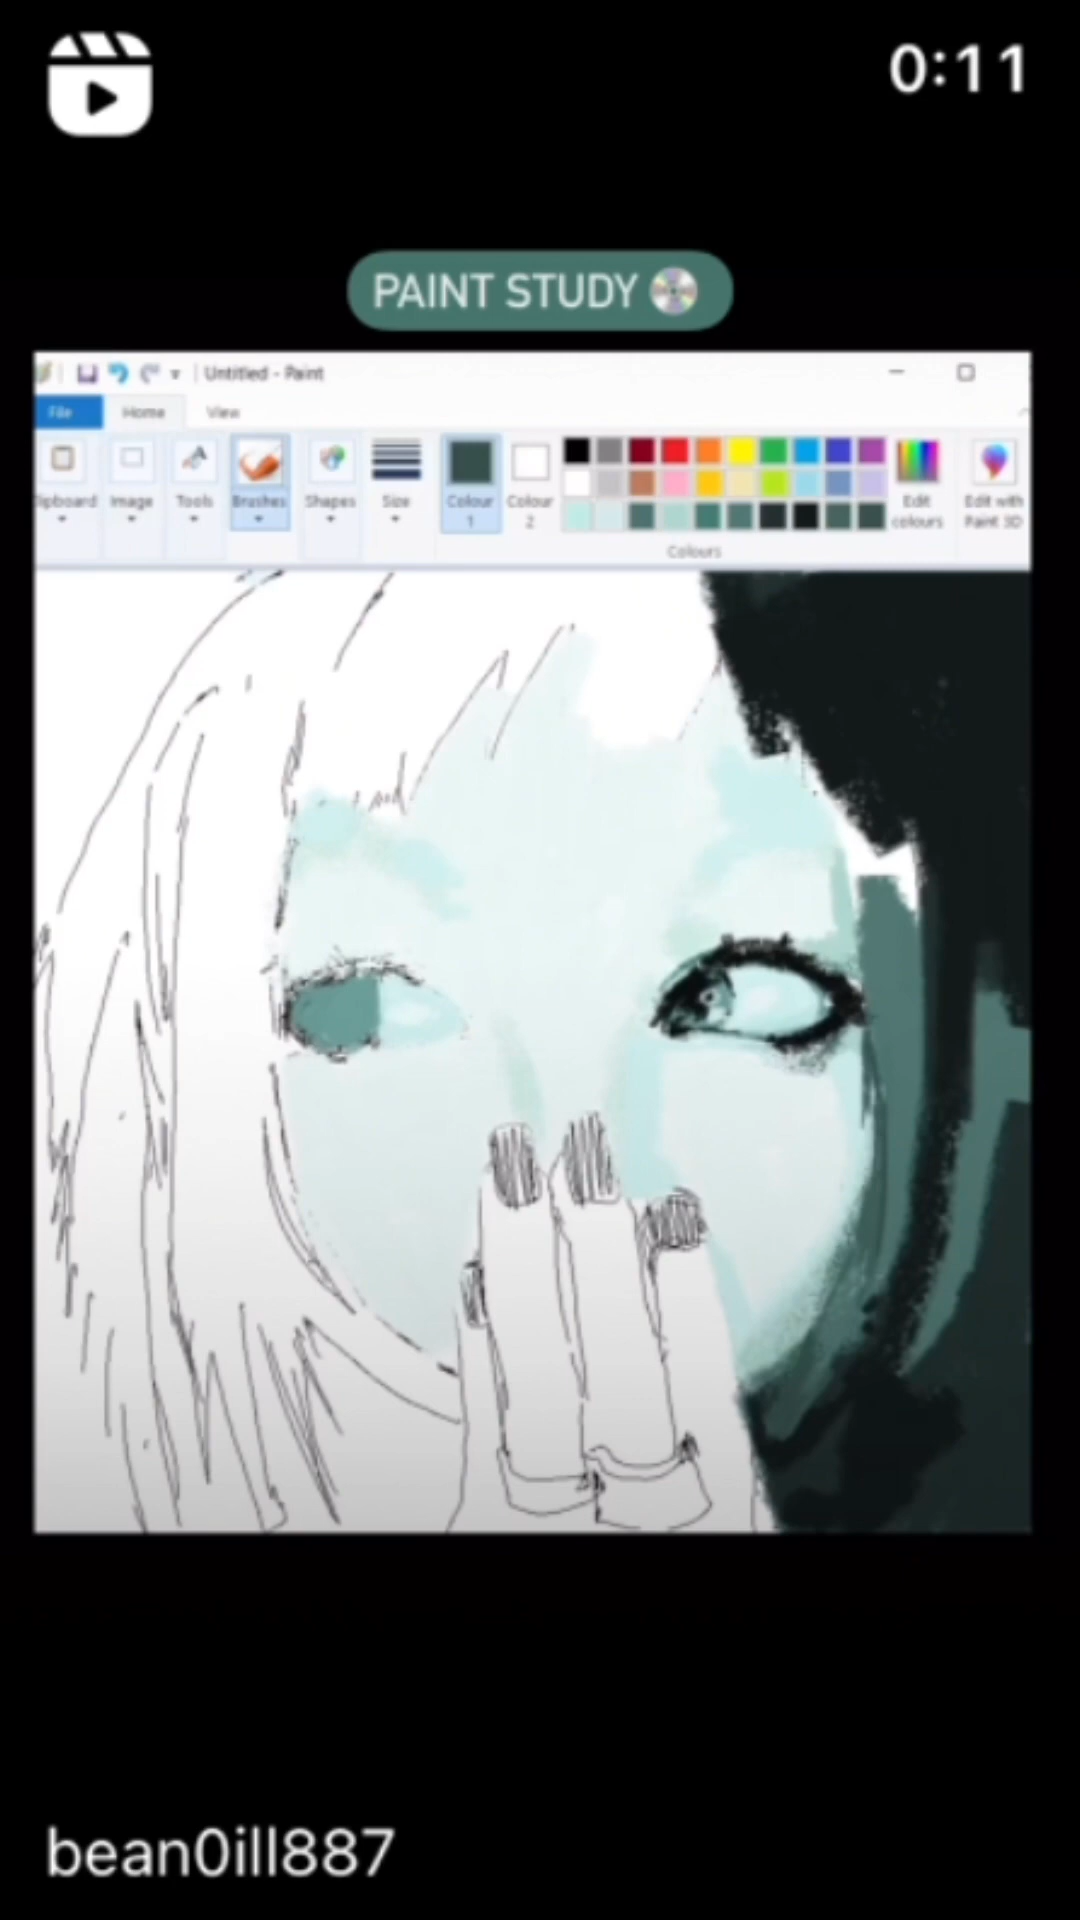 0:11
PAINT STUDY
Untitled - Paint
File Home View
Image Tools Brushes Shapes Size Colour 1 Colour 2 Edit colours Edit with Paint 3D
Colours
bean0ill887